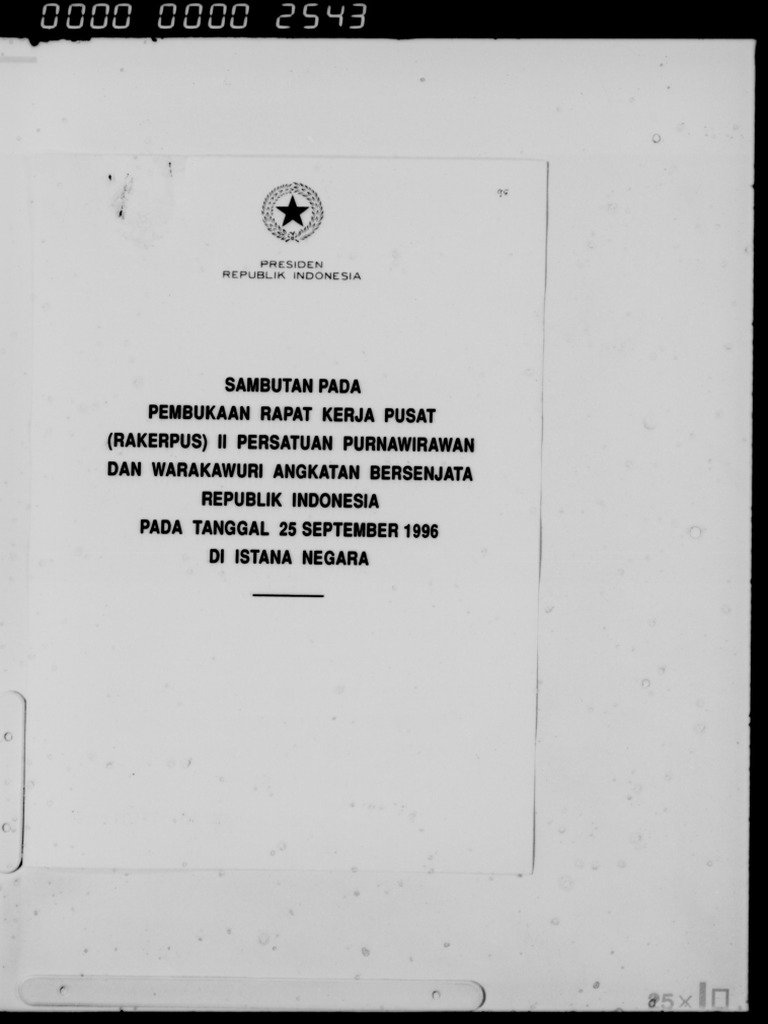 0000 0000 2543
PRESIDEN
REPUBLIK INDONESIA
SAMBUTAN PADA
PEMBUKAAN RAPAT KERJA PUSAT
(RAKERPUS) II PERSATUAN PURNAWIRAWAN
DAN WARAKAWURI ANGKATAN BERSENJATA
REPUBLIK INDONESIA
PADA TANGGAL 25 SEPTEMBER 1996
DI ISTANA NEGARA